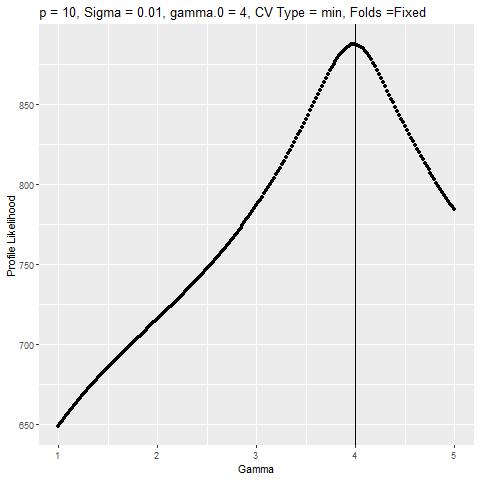 p = 10, Sigma = 0.01, gamma.0 = 4, CV Type = min, Folds =Fixed
Profile Likelihood
850
800
750
700
650
1 2 3 4 5
Gamma